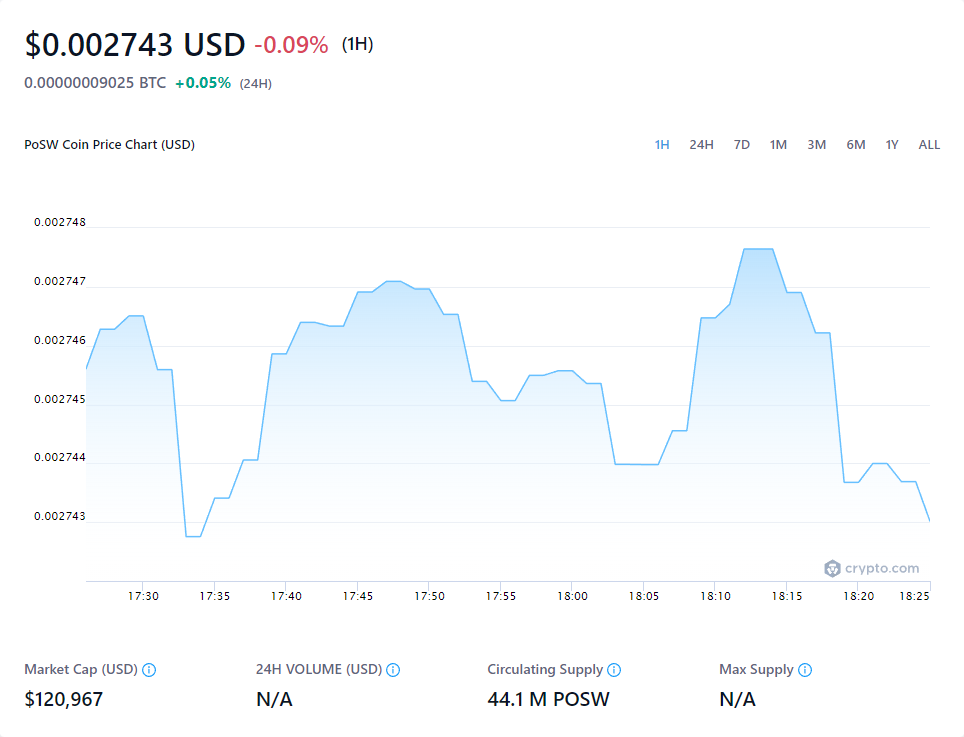 $0.002743 USD -0.09% (1H)
0.00000009025 BTC +0.05% (24H)
PoSW Coin Price Chart (USD) 1H 24H 7D 1M 3M 6M 1Y ALL
0.002748
0.002747
0.002746
0.002745
0.002744
0.002743
crypto.com
17:30 17:35 17:40 17:45 17:50 17:55 18:00 18:05 18:10 18:15 18:20 18:25
Market Cap (USD) 24H VOLUME (USD) Circulating Supply Max Supply
$120,967 N/A 44.1 M POSW N/A